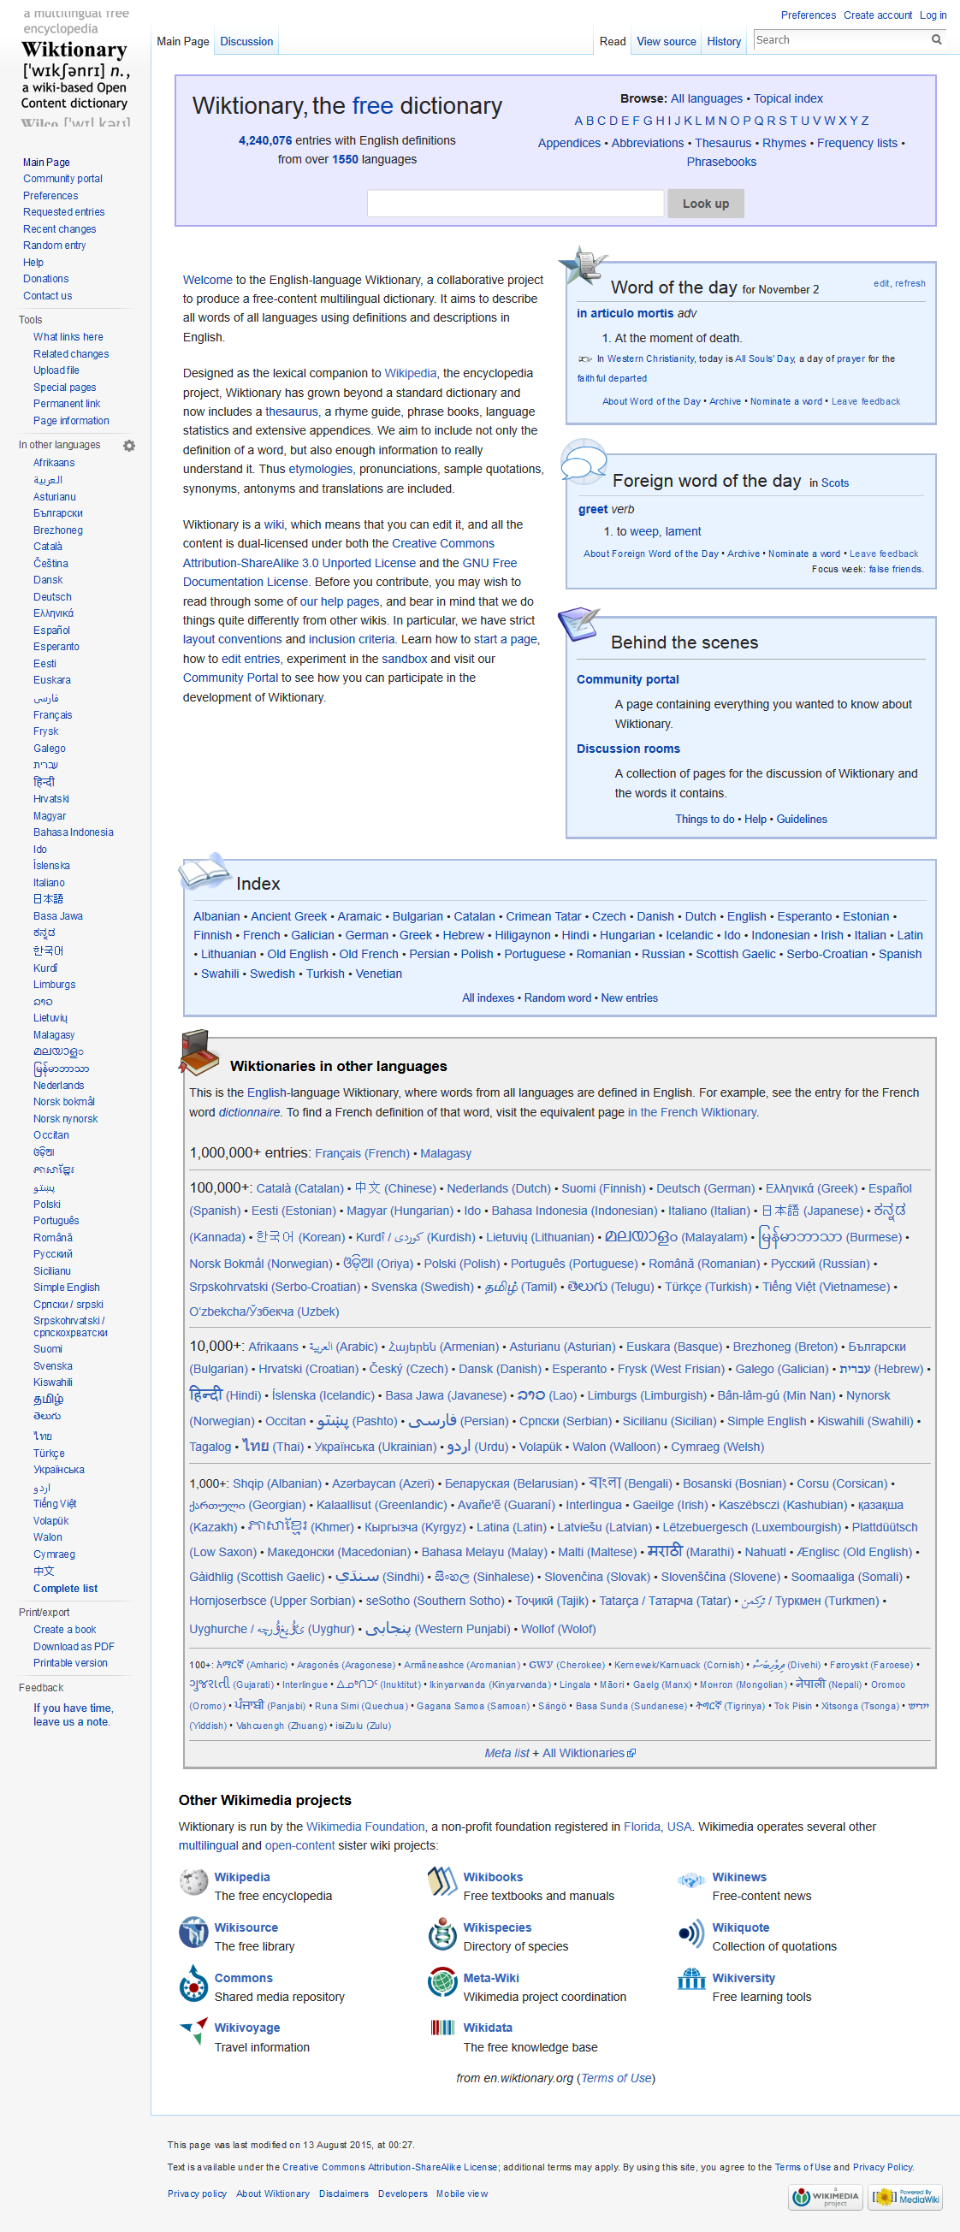 a multilingual free
encyclopedia
Wiktionary
['wɪkʃənrɪ] n.,
a wiki-based Open
Content dictionary
Wilco ['wɪl kəʊ]
Preferences Create account Log in
Main Page Discussion Read View source History Search
Wiktionary, the free dictionary
4,240,076 entries with English definitions
from over 1550 languages
Browse: All languages • Topical index
A B C D E F G H I J K L M N O P Q R S T U V W X Y Z
Appendices • Abbreviations • Thesaurus • Rhymes • Frequency lists •
Phrasebooks
Look up
Main Page
Community portal
Preferences
Requested entries
Recent changes
Random entry
Help
Donations
Contact us
Tools
What links here
Related changes
Upload file
Special pages
Permanent link
Page information
In other languages
Afrikaans
العربية
Asturianu
Български
Brezhoneg
Català
Čeština
Dansk
Deutsch
Ελληνικά
Español
Esperanto
Eesti
Euskara
فارسی
Français
Frysk
Galego
עברית
हिन्दी
Hrvatski
Magyar
Bahasa Indonesia
Ido
Íslenska
Italiano
日本語
Basa Jawa
ಕನ್ನಡ
한국어
Kurdî
Limburgs
ລາວ
Lietuvių
Malagasy
മലയാളം
မြန်မာဘာသာ
Nederlands
Norsk bokmål
Norsk nynorsk
Occitan
ଓଡ଼ିଆ
ភាសាខ្មែរ
پښتو
Polski
Português
Română
Русский
Sicilianu
Simple English
Српски / srpski
Srpskohrvatski /
српскохрватски
Suomi
Svenska
Kiswahili
தமிழ்
తెలుగు
ไทย
Türkçe
Українська
اردو
Tiếng Việt
Volapük
Walon
Cymraeg
中文
Complete list
Print/export
Create a book
Download as PDF
Printable version
Feedback
If you have time,
leave us a note.
Welcome to the English-language Wiktionary, a collaborative project
to produce a free-content multilingual dictionary. It aims to describe
all words of all languages using definitions and descriptions in
English.
Designed as the lexical companion to Wikipedia, the encyclopedia
project, Wiktionary has grown beyond a standard dictionary and
now includes a thesaurus, a rhyme guide, phrase books, language
statistics and extensive appendices. We aim to include not only the
definition of a word, but also enough information to really
understand it. Thus etymologies, pronunciations, sample quotations,
synonyms, antonyms and translations are included.
Wiktionary is a wiki, which means that you can edit it, and all the
content is dual-licensed under both the Creative Commons
Attribution-ShareAlike 3.0 Unported License and the GNU Free
Documentation License. Before you contribute, you may wish to
read through some of our help pages, and bear in mind that we do
things quite differently from other wikis. In particular, we have strict
layout conventions and inclusion criteria. Learn how to start a page,
how to edit entries, experiment in the sandbox and visit our
Community Portal to see how you can participate in the
development of Wiktionary.
Word of the day for November 2 edit, refresh
in articulo mortis adv
1. At the moment of death.
In Western Christianity, today is All Souls' Day, a day of prayer for the
faithful departed
About Word of the Day • Archive • Nominate a word • Leave feedback
Foreign word of the day in Scots
greet verb
1. to weep, lament
About Foreign Word of the Day • Archive • Nominate a word • Leave feedback
Focus week: false friends.
Behind the scenes
Community portal
A page containing everything you wanted to know about
Wiktionary.
Discussion rooms
A collection of pages for the discussion of Wiktionary and
the words it contains.
Things to do • Help • Guidelines
Index
Albanian • Ancient Greek • Aramaic • Bulgarian • Catalan • Crimean Tatar • Czech • Danish • Dutch • English • Esperanto • Estonian •
Finnish • French • Galician • German • Greek • Hebrew • Hiligaynon • Hindi • Hungarian • Icelandic • Ido • Indonesian • Irish • Italian • Latin
• Lithuanian • Old English • Old French • Persian • Polish • Portuguese • Romanian • Russian • Scottish Gaelic • Serbo-Croatian • Spanish
• Swahili • Swedish • Turkish • Venetian
All indexes • Random word • New entries
Wiktionaries in other languages
This is the English-language Wiktionary, where words from all languages are defined in English. For example, see the entry for the French
word dictionnaire. To find a French definition of that word, visit the equivalent page in the French Wiktionary.
1,000,000+ entries: Français (French) • Malagasy
100,000+: Català (Catalan) • 中文 (Chinese) • Nederlands (Dutch) • Suomi (Finnish) • Deutsch (German) • Ελληνικά (Greek) • Español
(Spanish) • Eesti (Estonian) • Magyar (Hungarian) • Ido • Bahasa Indonesia (Indonesian) • Italiano (Italian) • 日本語 (Japanese) • ಕನ್ನಡ
(Kannada) • 한국어 (Korean) • Kurdî / كوردی (Kurdish) • Lietuvių (Lithuanian) • മലയാളം (Malayalam) • မြန်မာဘာသာ (Burmese) •
Norsk Bokmål (Norwegian) • ଓଡ଼ିଆ (Oriya) • Polski (Polish) • Português (Portuguese) • Română (Romanian) • Русский (Russian) •
Srpskohrvatski (Serbo-Croatian) • Svenska (Swedish) • தமிழ் (Tamil) • తెలుగు (Telugu) • Türkçe (Turkish) • Tiếng Việt (Vietnamese) •
O'zbekcha/Ўзбекча (Uzbek)
10,000+: Afrikaans • العربية (Arabic) • Հայերեն (Armenian) • Asturianu (Asturian) • Euskara (Basque) • Brezhoneg (Breton) • Български
(Bulgarian) • Hrvatski (Croatian) • Český (Czech) • Dansk (Danish) • Esperanto • Frysk (West Frisian) • Galego (Galician) • עברית (Hebrew) •
हिन्दी (Hindi) • Íslenska (Icelandic) • Basa Jawa (Javanese) • ລາວ (Lao) • Limburgs (Limburgish) • Bân-lâm-gú (Min Nan) • Nynorsk
(Norwegian) • Occitan • پښتو (Pashto) • فارسی (Persian) • Српски (Serbian) • Sicilianu (Sicilian) • Simple English • Kiswahili (Swahili) •
Tagalog • ไทย (Thai) • Українська (Ukrainian) • اردو (Urdu) • Volapük • Walon (Walloon) • Cymraeg (Welsh)
1,000+: Shqip (Albanian) • Azərbaycan (Azeri) • Беларуская (Belarusian) • বাংলা (Bengali) • Bosanski (Bosnian) • Corsu (Corsican) •
ქართული (Georgian) • Kalaallisut (Greenlandic) • Avañe'ẽ (Guaraní) • Interlingua • Gaeilge (Irish) • Kaszëbsczi (Kashubian) • қазақша
(Kazakh) • ភាសាខ្មែរ (Khmer) • Кыргызча (Kyrgyz) • Latina (Latin) • Latviešu (Latvian) • Lëtzebuergesch (Luxembourgish) • Plattdüütsch
(Low Saxon) • Македонски (Macedonian) • Bahasa Melayu (Malay) • Malti (Maltese) • मराठी (Marathi) • Nahuatl • Ænglisc (Old English) •
Gàidhlig (Scottish Gaelic) • سنڌي (Sindhi) • සිංහල (Sinhalese) • Slovenčina (Slovak) • Slovenščina (Slovene) • Soomaaliga (Somali) •
Hornjoserbsce (Upper Sorbian) • seSotho (Southern Sotho) • Тоҷикӣ (Tajik) • Tatarça / Татарча (Tatar) • تركمن / Туркмен (Turkmen) •
Uyghurche / ئۇيغۇرچە (Uyghur) • پنجابی (Western Punjabi) • Wollof (Wolof)
100+: አማርኛ (Amharic) • Aragonés (Aragonese) • Armãneashce (Aromanian) • ᏣᎳᎩ (Cherokee) • Kernewek/Karnuack (Cornish) • (Divehi) • Føroyskt (Faroese) •
ગુજરાતી (Gujarati) • Interlingue • ᐃᓄᒃᑎᑐᑦ (Inuktitut) • Ikinyarwanda (Kinyarwanda) • Lingala • Māori • Gaelg (Manx) • Монгол (Mongolian) • नेपाली (Nepali) • Oromoo
(Oromo) • ਪੰਜਾਬੀ (Panjabi) • Runa Simi (Quechua) • Gagana Samoa (Samoan) • Sängö • Basa Sunda (Sundanese) • ትግርኛ (Tigrinya) • Tok Pisin • Xitsonga (Tsonga) • ייִדיש
(Yiddish) • Vahcuengh (Zhuang) • isiZulu (Zulu)
Meta list + All Wiktionaries
Other Wikimedia projects
Wiktionary is run by the Wikimedia Foundation, a non-profit foundation registered in Florida, USA. Wikimedia operates several other
multilingual and open-content sister wiki projects:
Wikipedia Wikibooks Wikinews
The free encyclopedia Free textbooks and manuals Free-content news
Wikisource Wikispecies Wikiquote
The free library Directory of species Collection of quotations
Commons Meta-Wiki Wikiversity
Shared media repository Wikimedia project coordination Free learning tools
Wikivoyage Wikidata
Travel information The free knowledge base
from en.wiktionary.org (Terms of Use)
This page was last modified on 13 August 2015, at 00:27.
Text is available under the Creative Commons Attribution-ShareAlike License; additional terms may apply. By using this site, you agree to the Terms of Use and Privacy Policy.
Privacy policy About Wiktionary Disclaimers Developers Mobile view
A WIKIMEDIA project Powered By MediaWiki